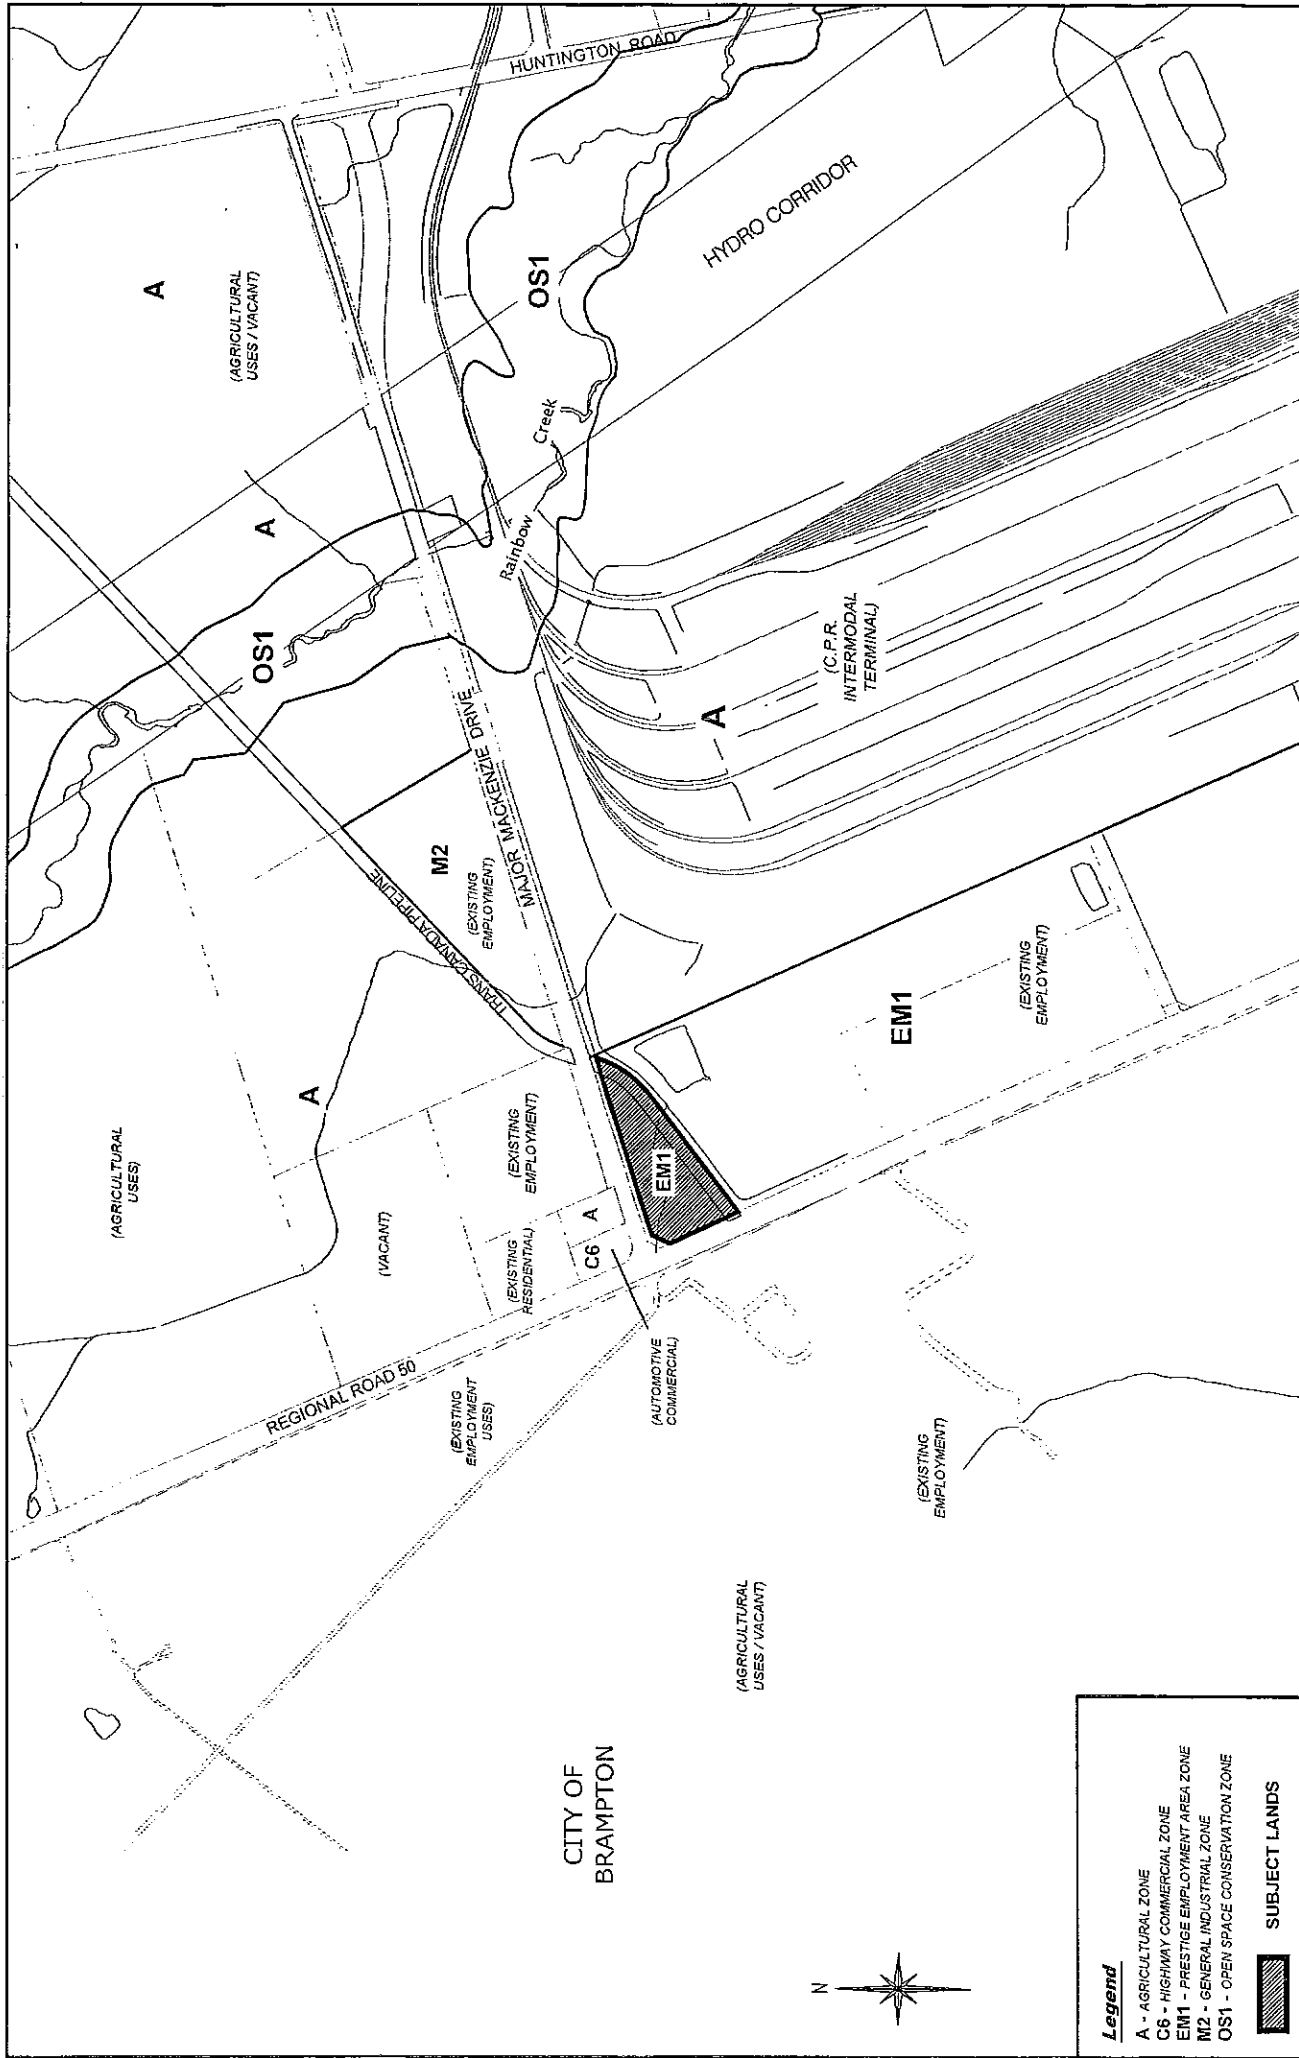 HUNTINGTON ROAD
A
(AGRICULTURAL
USES / VACANT)
OS1
HYDRO CORRIDOR
Creek
Rainbow
A
OS1
(C.P.R.
INTERMODAL
TERMINAL)
A
MAJOR MACKENZIE DRIVE
M2
(EXISTING
EMPLOYMENT)
TRANSCANADA PIPELINE
EM1
(EXISTING
EMPLOYMENT)
A
(AGRICULTURAL
USES)
(VACANT)
(EXISTING
EMPLOYMENT)
(EXISTING
RESIDENTIAL)
A
C6
EM1
(AUTOMOTIVE
COMMERCIAL)
REGIONAL ROAD 50
(EXISTING
EMPLOYMENT
USES)
(EXISTING
EMPLOYMENT)
(AGRICULTURAL
USES / VACANT)
CITY OF
BRAMPTON
N
Legend
A - AGRICULTURAL ZONE
C6 - HIGHWAY COMMERCIAL ZONE
EM1 - PRESTIGE EMPLOYMENT AREA ZONE
M2 - GENERAL INDUSTRIAL ZONE
OS1 - OPEN SPACE CONSERVATION ZONE
SUBJECT LANDS